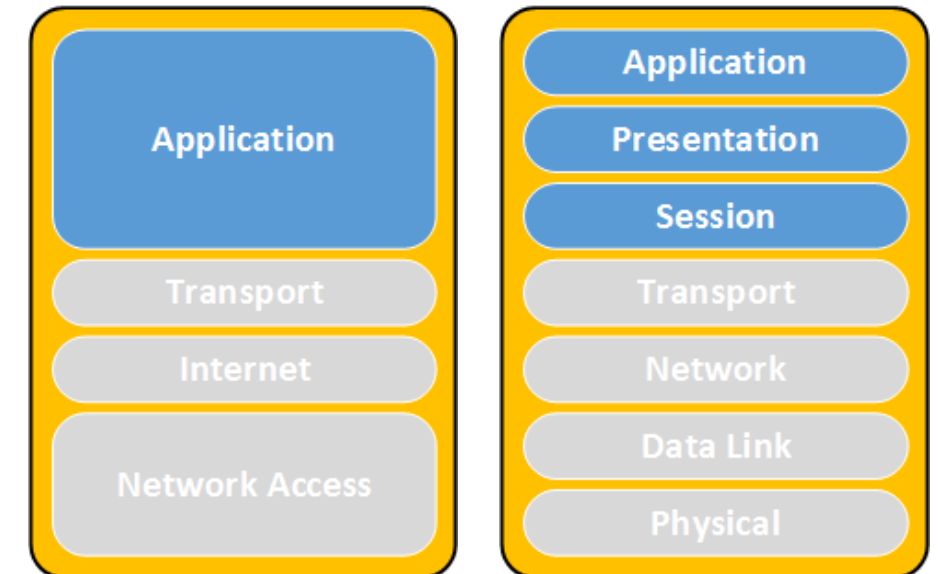 Application
Transport
Internet
Network Access
Application
Presentation
Session
Transport
Network
Data Link
Physical